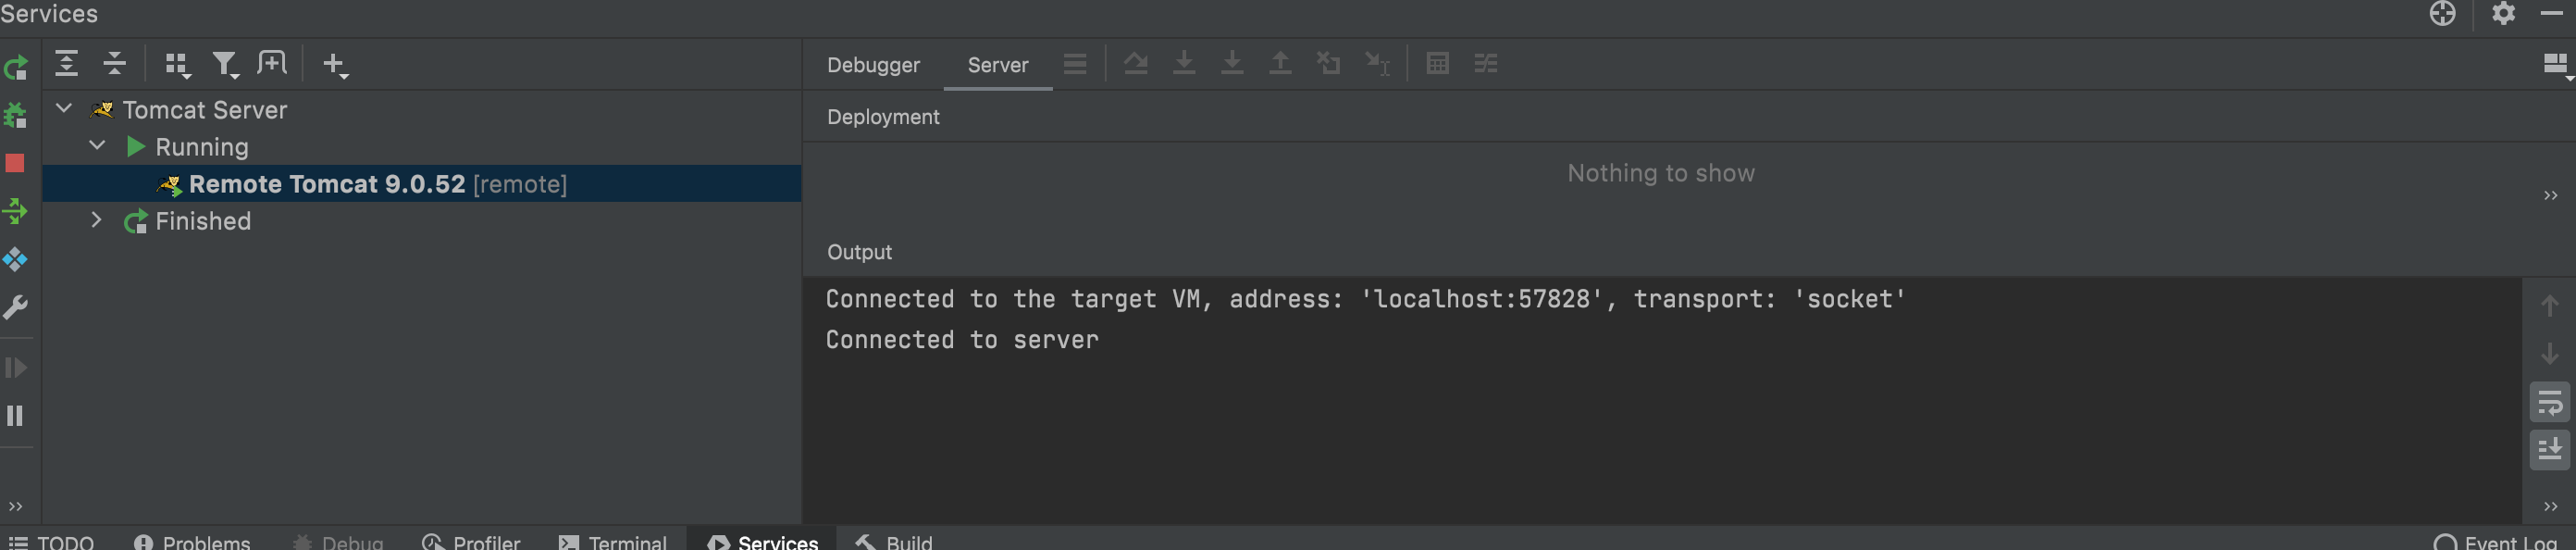 Services
Debugger Server
Tomcat Server
Deployment
Running
Nothing to show
Remote Tomcat 9.0.52 [remote]
Finished
Output
Connected to the target VM, address: 'localhost:57828', transport: 'socket'
Connected to server
TODO Problems Debug Profiler Terminal Services Build Event Log